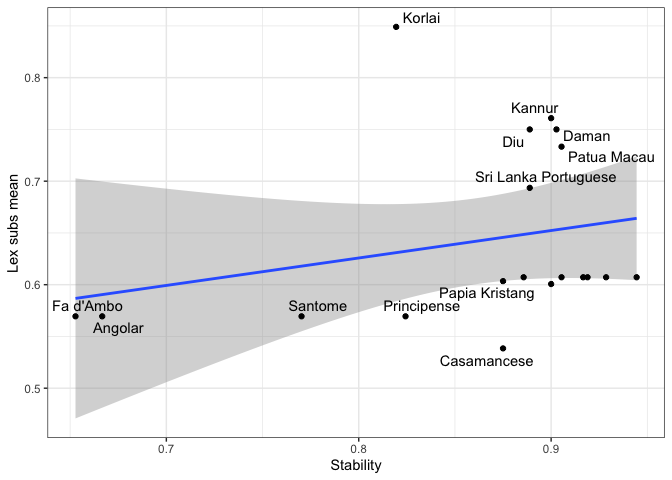 Korlai
0.8
Kannur
Diu
Daman
Patua Macau
0.7
Sri Lanka Portuguese
Lex subs mean
0.6
Papia Kristang
Fa d'Ambo
Santome
Principense
Angolar
Casamancese
0.5
0.7
0.8
0.9
Stability